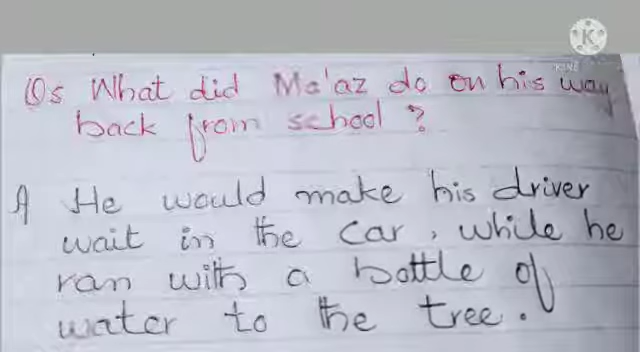 Qs What did Ma'az do on his way
back from school ?
A He would make his driver
wait in the car, while he
ran with a bottle of
water to the tree.